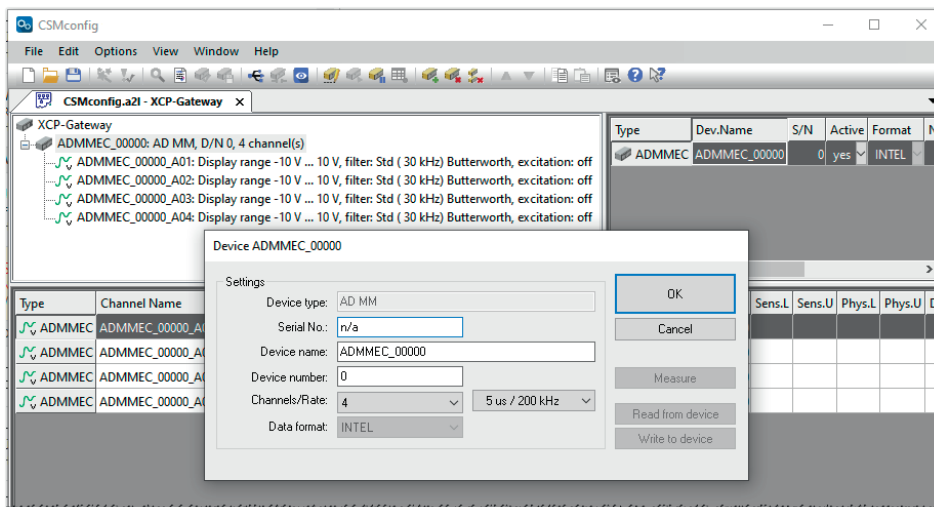 CSMconfig
File Edit Options View Window Help
CSMconfig.a2l - XCP-Gateway x
XCP-Gateway
ADMMEC_00000: AD MM, D/N 0, 4 channel(s)
ADMMEC_00000_A01: Display range -10 V ... 10 V, filter: Std ( 30 kHz) Butterworth, excitation: off
ADMMEC_00000_A02: Display range -10 V ... 10 V, filter: Std ( 30 kHz) Butterworth, excitation: off
ADMMEC_00000_A03: Display range -10 V ... 10 V, filter: Std ( 30 kHz) Butterworth, excitation: off
ADMMEC_00000_A04: Display range -10 V ... 10 V, filter: Std ( 30 kHz) Butterworth, excitation: off
Type Dev.Name S/N Active Format
ADMMEC ADMMEC_00000 0 yes INTEL
Device ADMMEC_00000
Settings
Device type: AD MM
Serial No.: n/a
Device name: ADMMEC_00000
Device number: 0
Channels/Rate: 4 5 us / 200 kHz
Data format: INTEL
OK
Cancel
Measure
Read from device
Write to device
Type Channel Name Sens.L Sens.U Phys.L Phys.U
ADMMEC ADMMEC_00000_A0
ADMMEC ADMMEC_00000_A0
ADMMEC ADMMEC_00000_A0
ADMMEC ADMMEC_00000_A0